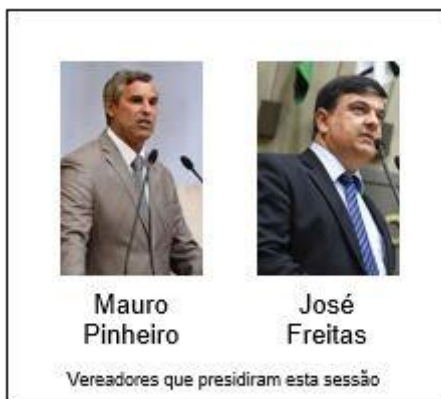 Mauro
Pinheiro
José
Freitas
Vereadores que presidiram esta sessão